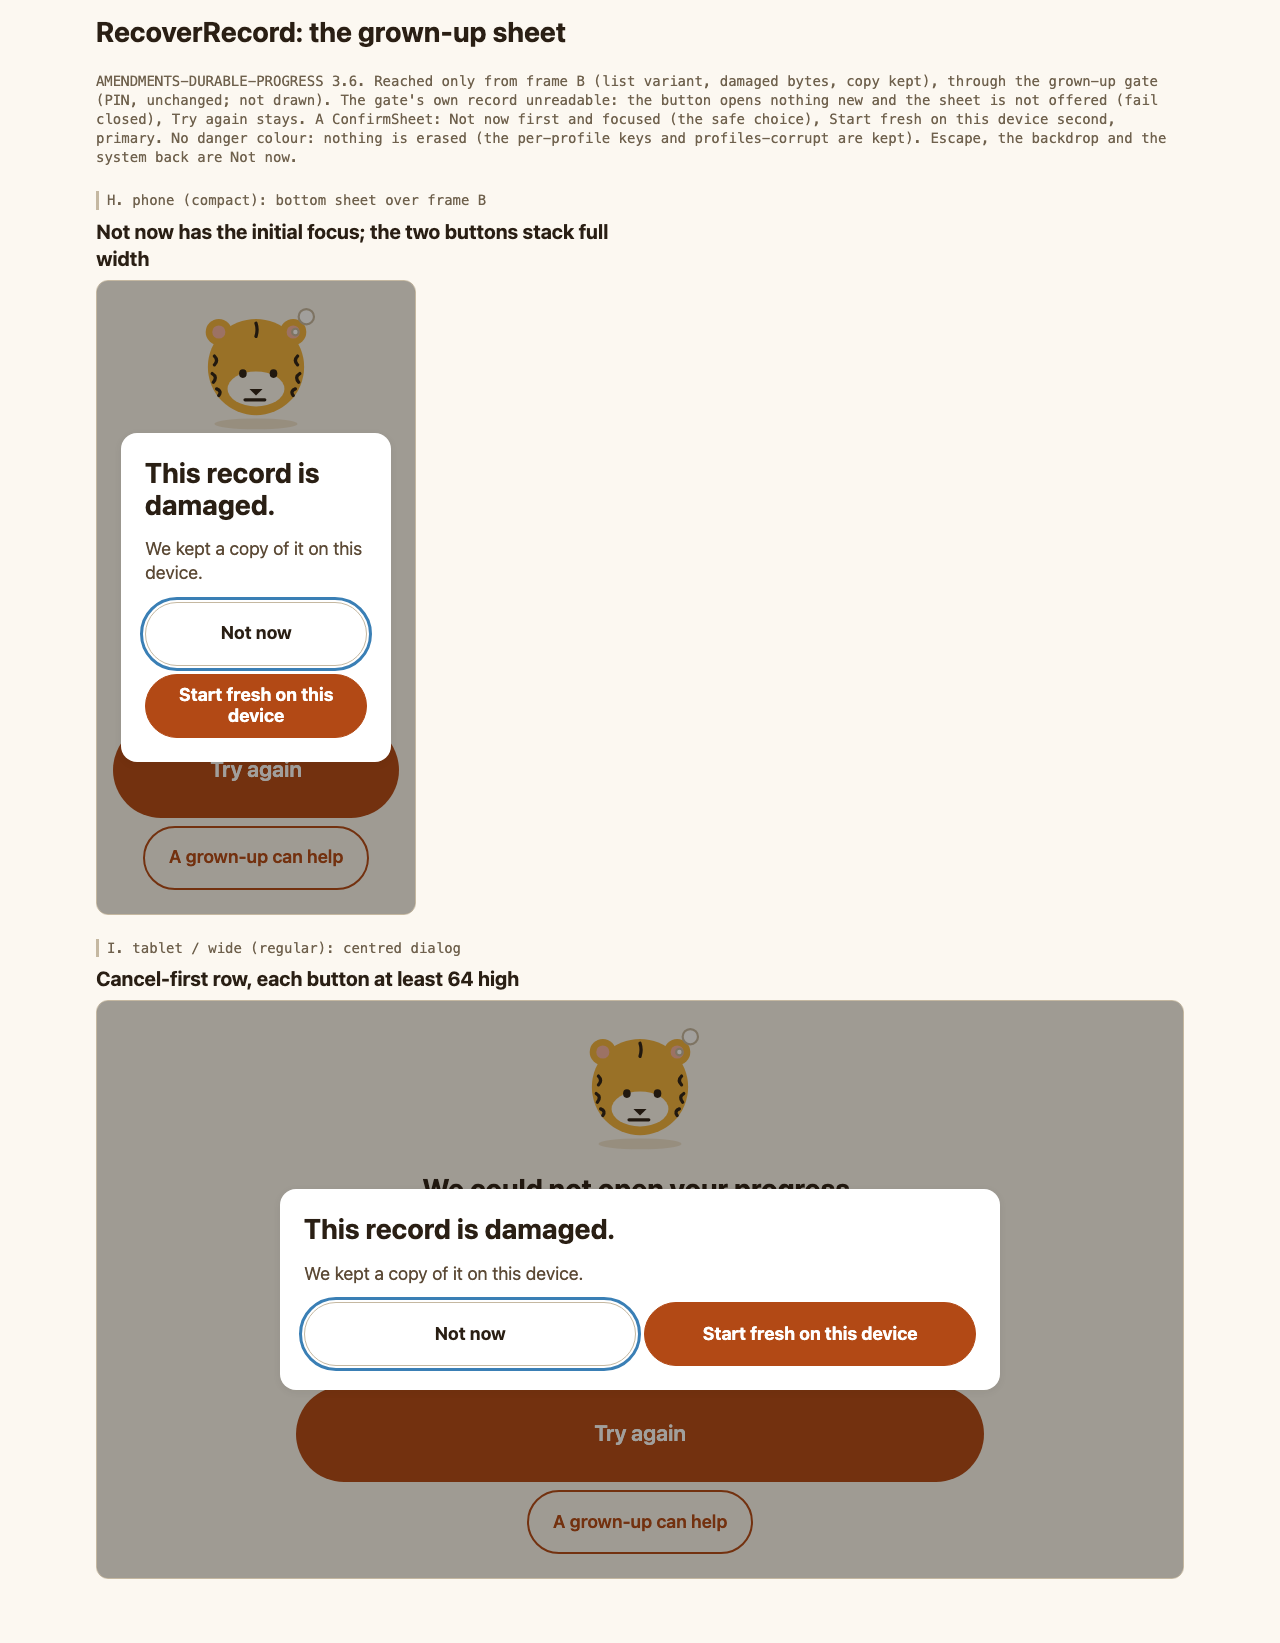 RecoverRecord: the grown-up sheet
AMENDMENTS-DURABLE-PROGRESS 3.6. Reached only from frame B (list variant, damaged bytes, copy kept), through the grown-up gate
(PIN, unchanged; not drawn). The gate's own record unreadable: the button opens nothing new and the sheet is not offered (fail
closed), Try again stays. A ConfirmSheet: Not now first and focused (the safe choice), Start fresh on this device second,
primary. No danger colour: nothing is erased (the per-profile keys and profiles-corrupt are kept). Escape, the backdrop and the
system back are Not now.
H. phone (compact): bottom sheet over frame B
Not now has the initial focus; the two buttons stack full
width
This record is
damaged.
We kept a copy of it on this
device.
Not now
Start fresh on this
device
Try again
A grown-up can help
I. tablet / wide (regular): centred dialog
Cancel-first row, each button at least 64 high
We could not open your progress
This record is damaged.
We kept a copy of it on this device.
Not now
Start fresh on this device
Try again
A grown-up can help